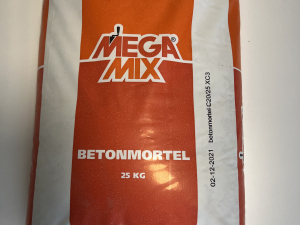 MEGA®
MIX
BETONMORTEL
25 KG
02-12-2021 betonmortel C20/25 XC3